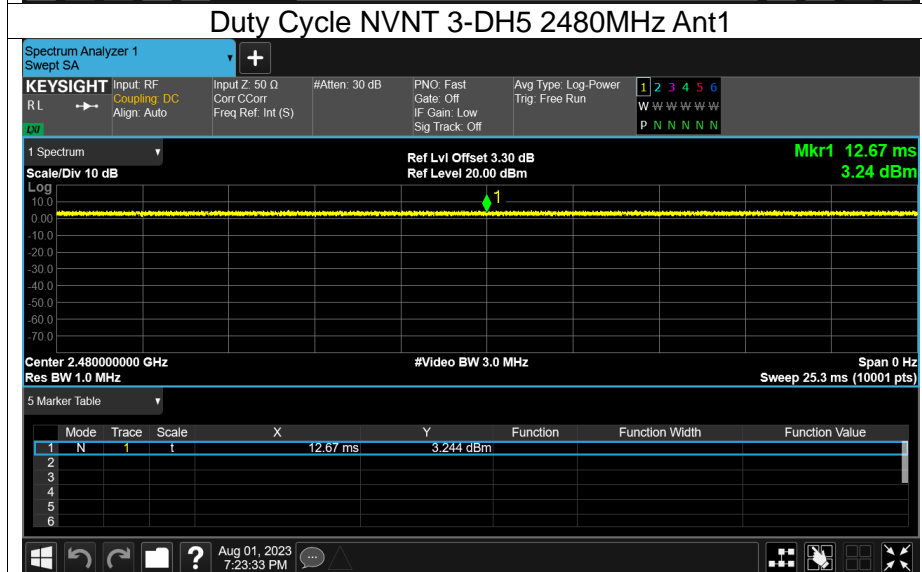 Duty Cycle NVNT 3-DH5 2480MHz Ant1
Spectrum Analyzer 1
Swept SA
+
KEYSIGHT Input: RF Input Z: 50 Ω #Atten: 30 dB PNO: Fast Avg Type: Log-Power 1 2 3 4 5 6
R L Coupling: DC Corr CCorr Gate: Off Trig: Free Run W W W W W W
Align: Auto Freq Ref: Int (S) IF Gain: Low
LXI Sig Track: Off P N N N N N
1 Spectrum Ref Lvl Offset 3.30 dB Mkr1 12.67 ms
Scale/Div 10 dB Ref Level 20.00 dBm 3.24 dBm
Log
10.0 1
0.00
-10.0
-20.0
-30.0
-40.0
-50.0
-60.0
-70.0
Center 2.480000000 GHz #Video BW 3.0 MHz Span 0 Hz
Res BW 1.0 MHz Sweep 25.3 ms (10001 pts)
5 Marker Table
Mode Trace Scale X Y Function Function Width Function Value
1 N 1 t 12.67 ms 3.244 dBm
2
3
4
5
6
? Aug 01, 2023
7:23:33 PM